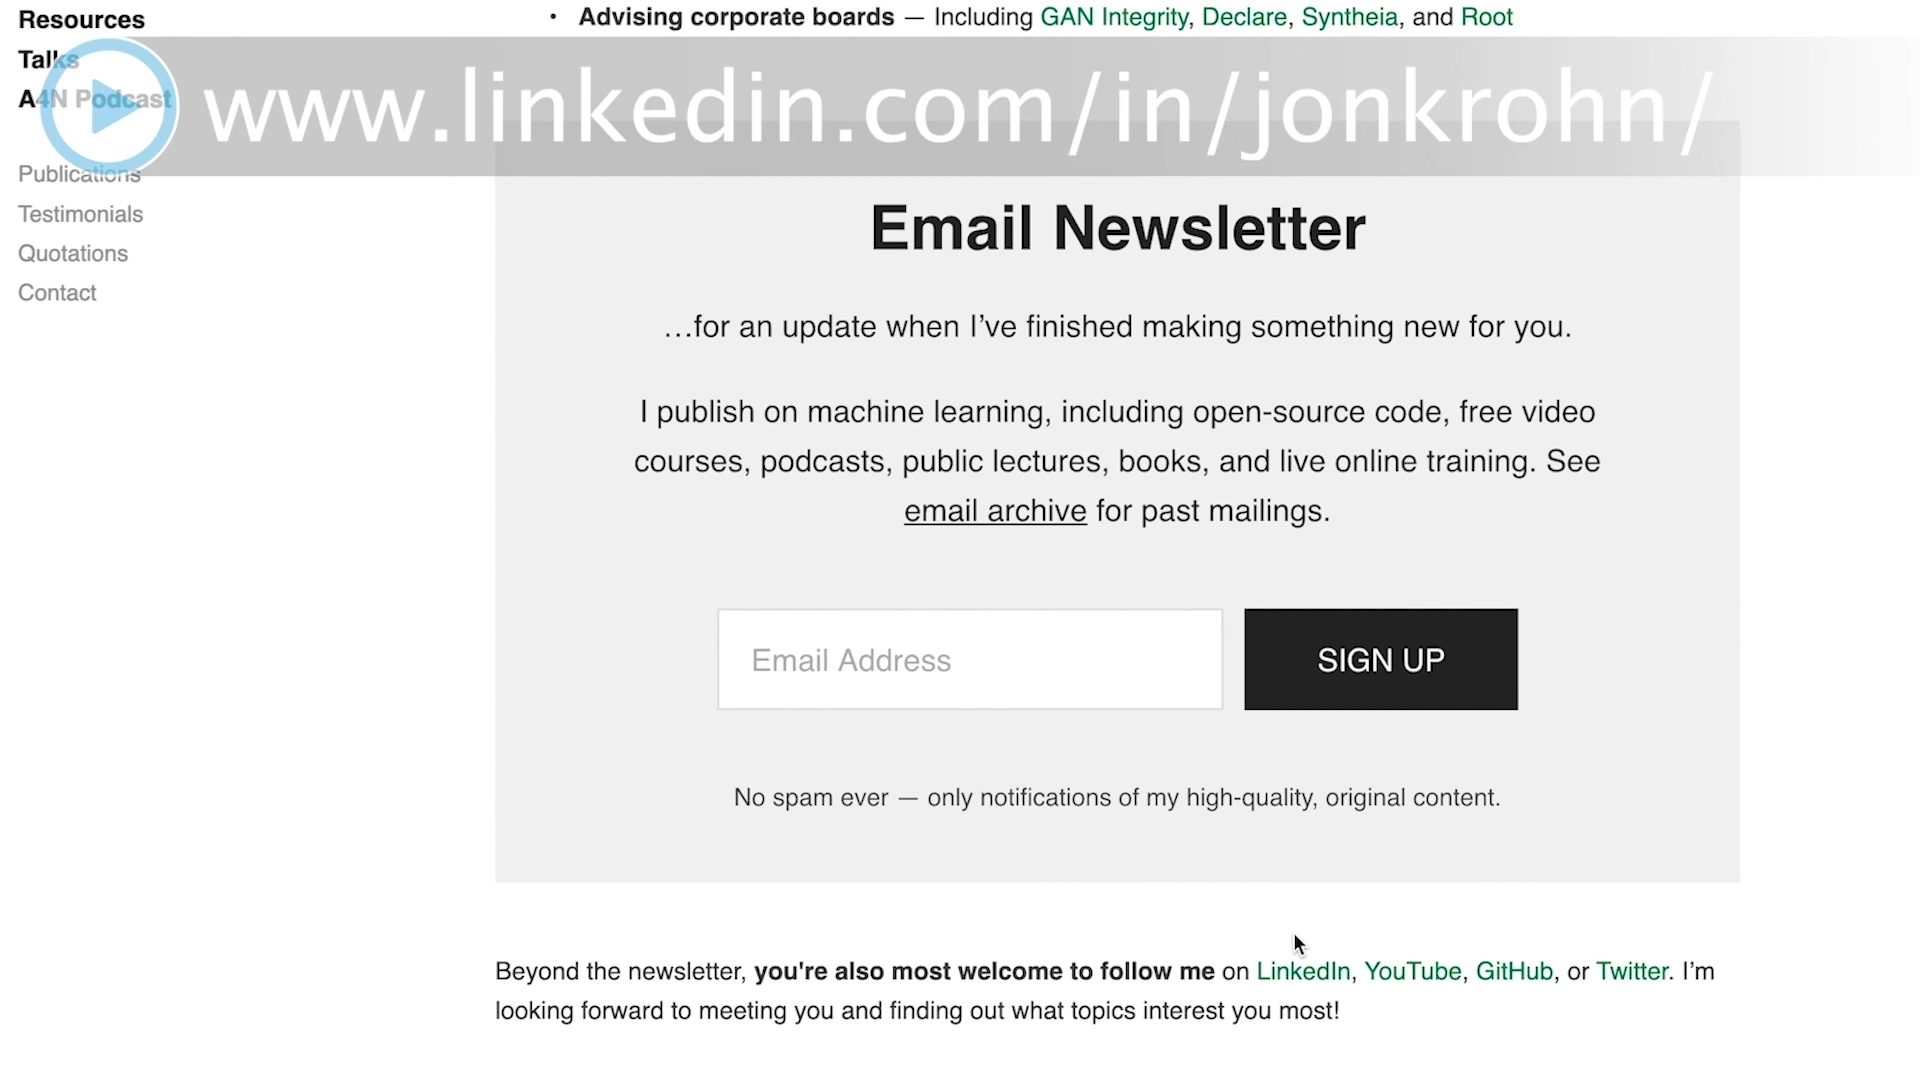 Resources
Talks
A4N Podcast
Publications
Testimonials
Quotations
Contact
• Advising corporate boards — Including GAN Integrity, Declare, Syntheia, and Root
www.linkedin.com/in/jonkrohn/
Email Newsletter
…for an update when I’ve finished making something new for you.
I publish on machine learning, including open-source code, free video
courses, podcasts, public lectures, books, and live online training. See
email archive for past mailings.
Email Address
SIGN UP
No spam ever — only notifications of my high-quality, original content.
Beyond the newsletter, you're also most welcome to follow me on LinkedIn, YouTube, GitHub, or Twitter. I’m
looking forward to meeting you and finding out what topics interest you most!